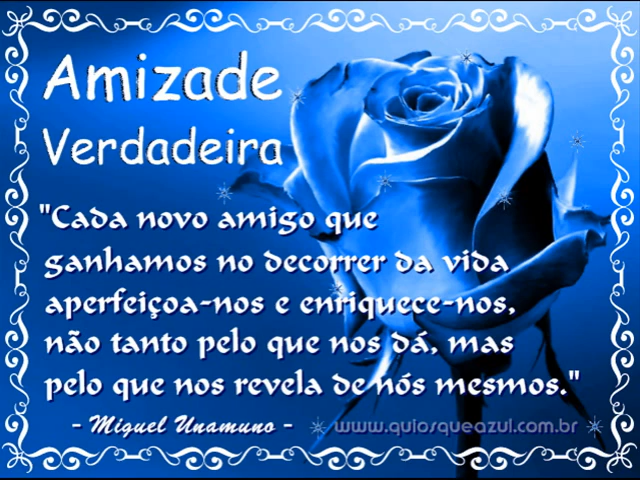 Amizade
Verdadeira
"Cada novo amigo que
ganhamos no decorrer da vida
aperfeiçoa-nos e enriquece-nos,
não tanto pelo que nos dá, mas
pelo que nos revela de nós mesmos."
- Miguel Unamuno - www.quiosqueazul.com.br